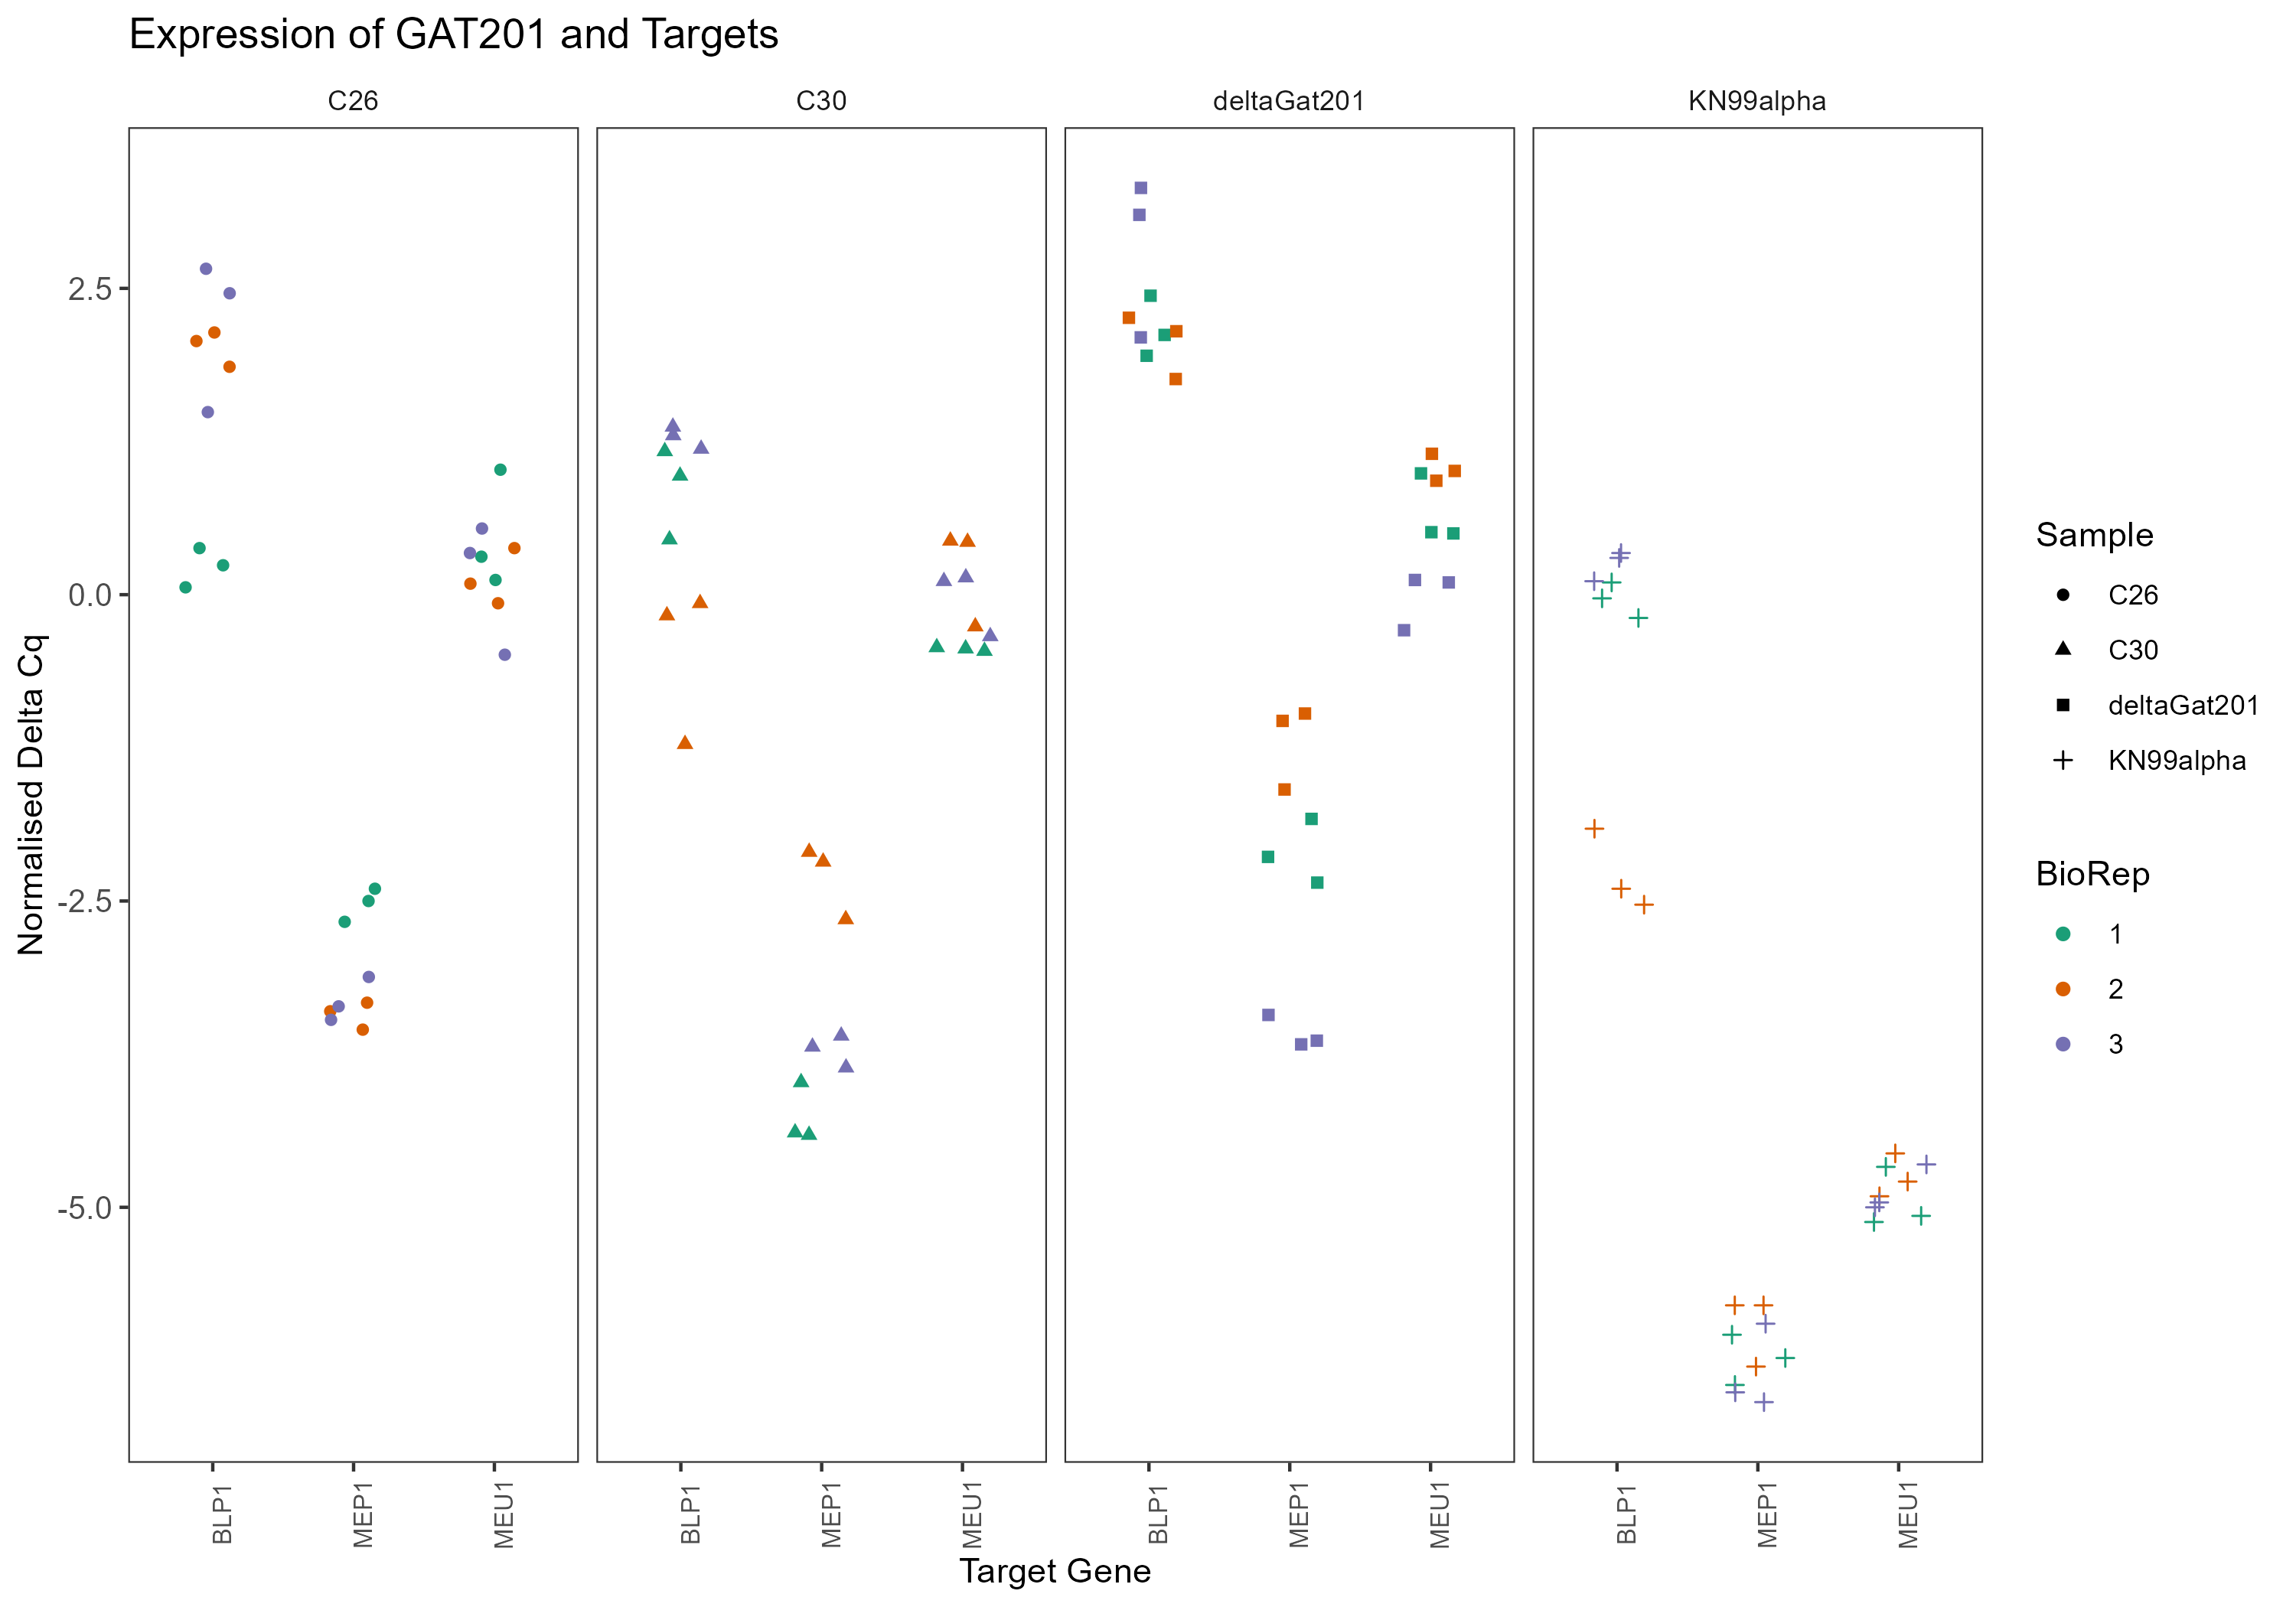 Expression of GAT201 and Targets
C26
C30
deltaGat201
KN99alpha
Normalised Delta Cq
2.5
0.0
-2.5
-5.0
BLP1
MEP1
MEU1
BLP1
MEP1
MEU1
BLP1
MEP1
MEU1
BLP1
MEP1
MEU1
Target Gene
Sample
C26
C30
deltaGat201
KN99alpha
BioRep
1
2
3